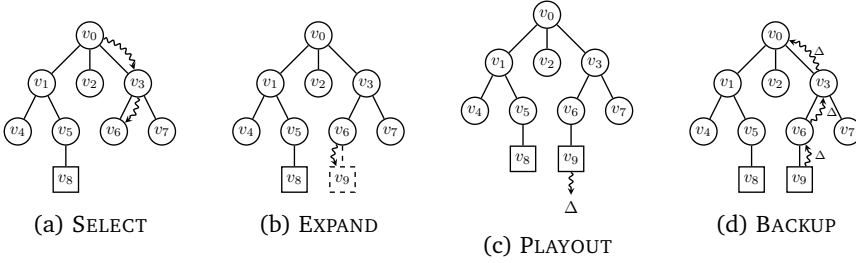 v0
v1 v2 v3
v4 v5 v6 v7
v8
(a) SELECT
v0
v1 v2 v3
v4 v5 v6 v7
v8 v9
(b) EXPAND
v0
v1 v2 v3
v4 v5 v6 v7
v8 v9
Δ
(c) PLAYOUT
v0
Δ
v1 v2 v3
Δ
v4 v5 v6 v7
Δ
v8 v9
(d) BACKUP